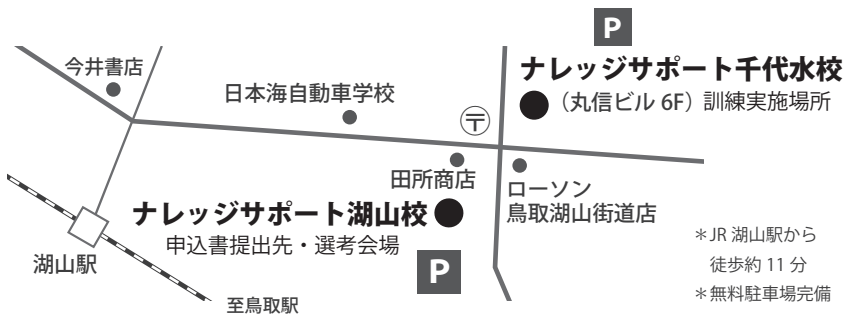 P
ナレッジサポート千代水校
(丸信ビル 6F) 訓練実施場所
今井書店
日本海自動車学校
〒
田所商店
ローソン
鳥取湖山街道店
ナレッジサポート湖山校
申込書提出先・選考会場
P
湖山駅
至鳥取駅
*JR 湖山駅から
徒歩約 11 分
*無料駐車場完備